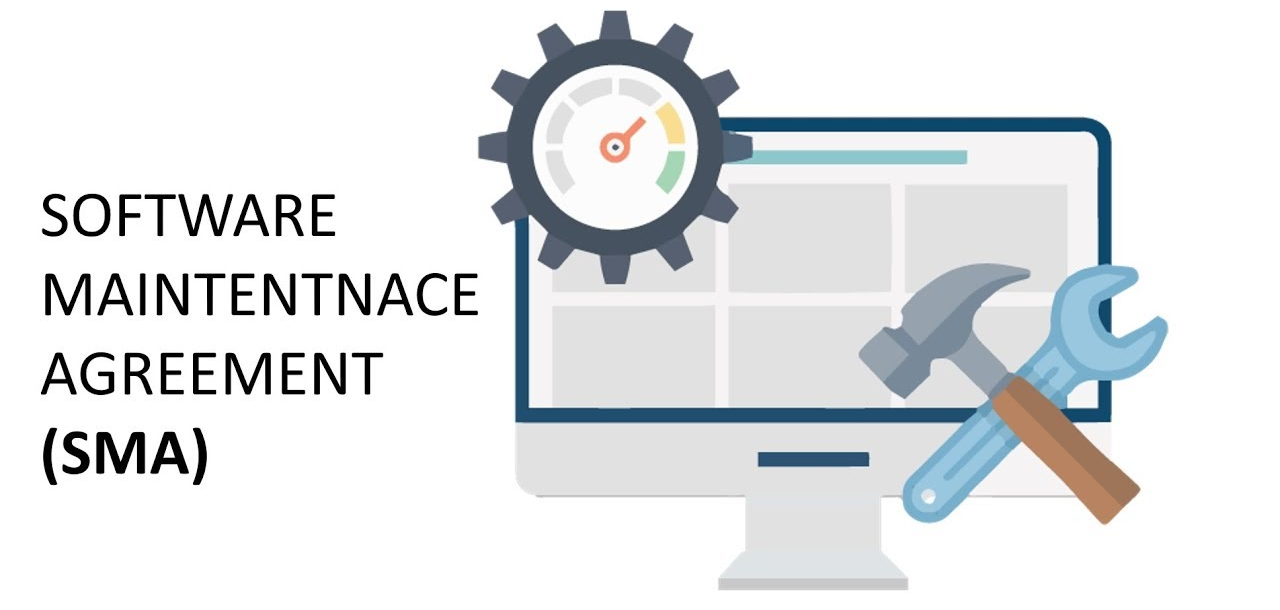 SOFTWARE
MAINTENTNACE
AGREEMENT
(SMA)